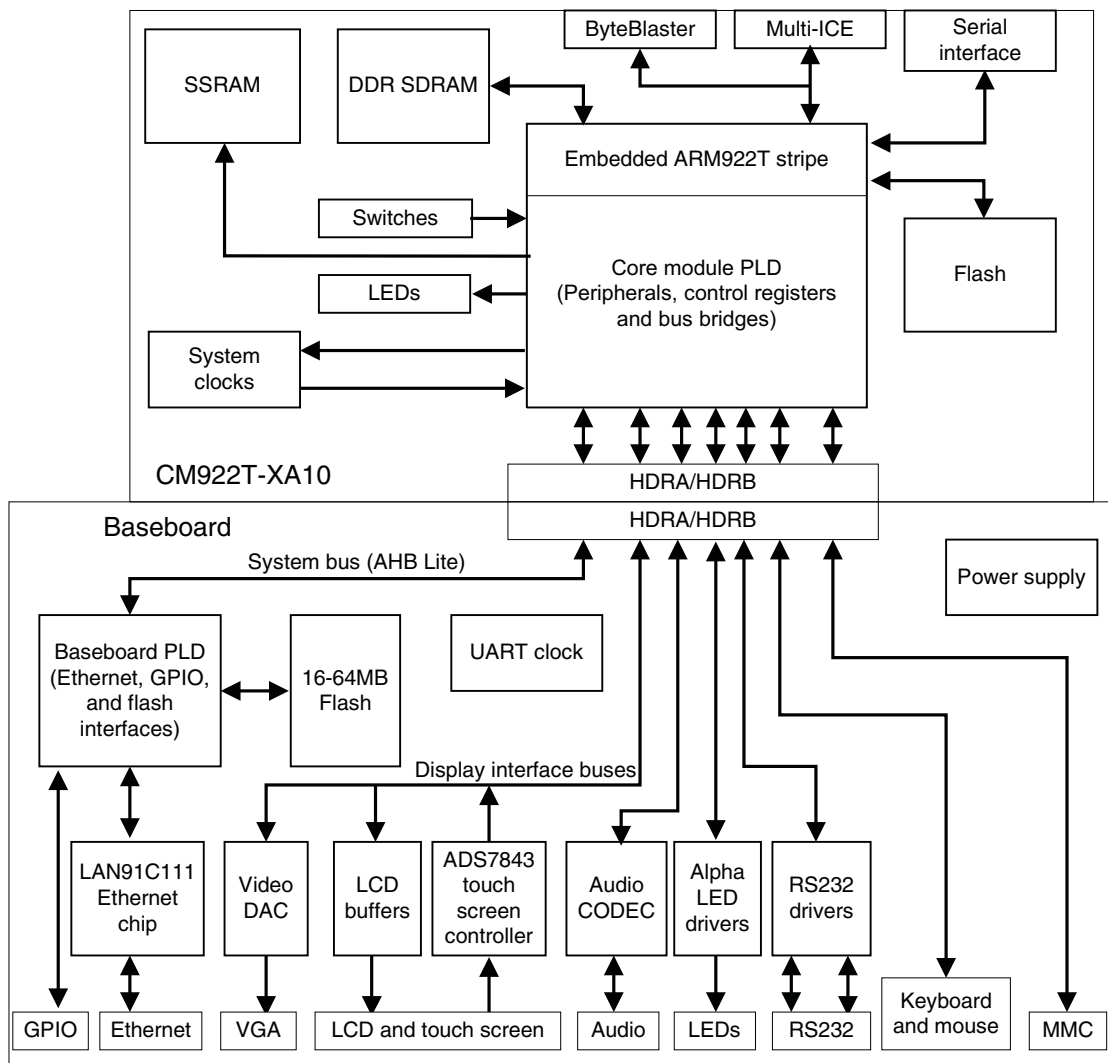 ByteBlaster
Multi-ICE
Serial
interface
SSRAM
DDR SDRAM
Embedded ARM922T stripe
Switches
Core module PLD
(Peripherals, control registers
and bus bridges)
Flash
LEDs
System
clocks
CM922T-XA10
HDRA/HDRB
Baseboard
HDRA/HDRB
System bus (AHB Lite)
Power supply
Baseboard PLD
(Ethernet, GPIO,
and flash
interfaces)
16-64MB
Flash
UART clock
Display interface buses
LAN91C111
Ethernet
chip
Video
DAC
LCD
buffers
ADS7843
touch
screen
controller
Audio
CODEC
Alpha
LED
drivers
RS232
drivers
Keyboard
and mouse
GPIO
Ethernet
VGA
LCD and touch screen
Audio
LEDs
RS232
MMC